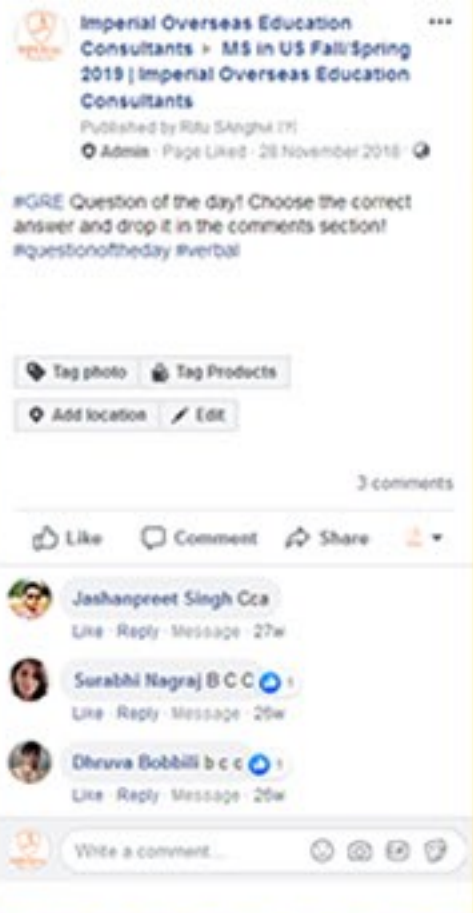 Imperial Overseas Education
Consultants ▸ MS in US Fall/Spring
2019 | Imperial Overseas Education
Consultants
Published by Ritu SAnghvi [?]
Admin · Page Liked · 28 November 2018 ·
#GRE Question of the day! Choose the correct
answer and drop it in the comments section!
#questionoftheday #verbal
Tag photo Tag Products
Add location Edit
3 comments
Like Comment Share
Jashanpreet Singh Cca
Like · Reply · Message · 27w
Surabhi Nagraj B C C 1
Like · Reply · Message · 26w
Dhruva Bobbili b c c 1
Like · Reply · Message · 26w
Write a comment...